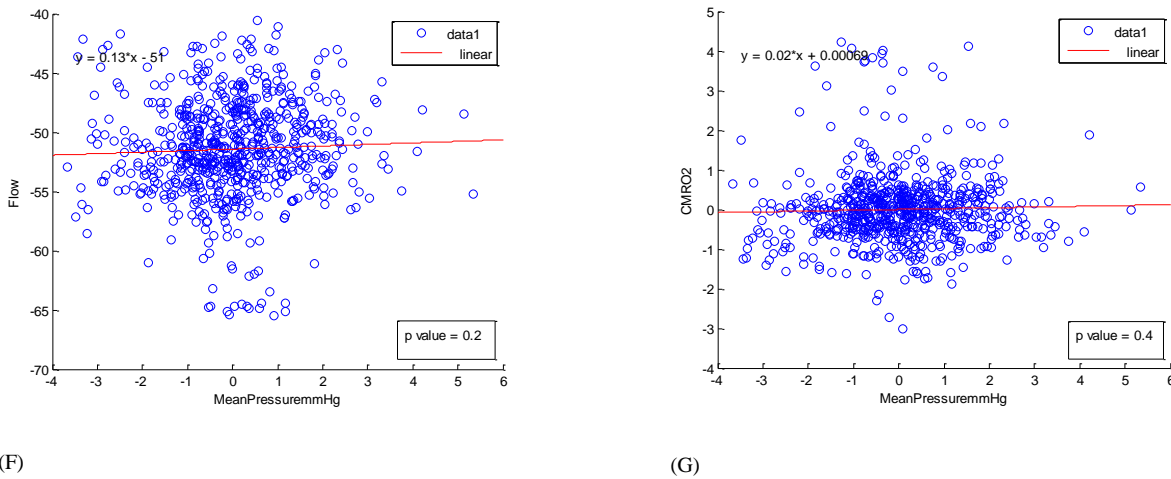 -40
-45
-50
-55
-60
-65
-70
Flow
y = 0.13*x - 51
data1
linear
p value = 0.2
-4 -3 -2 -1 0 1 2 3 4 5 6
MeanPressuremmHg
(F)
5
4
3
2
1
0
-1
-2
-3
-4
CMRO2
y = 0.02*x + 0.00069
data1
linear
p value = 0.4
-4 -3 -2 -1 0 1 2 3 4 5 6
MeanPressuremmHg
(G)